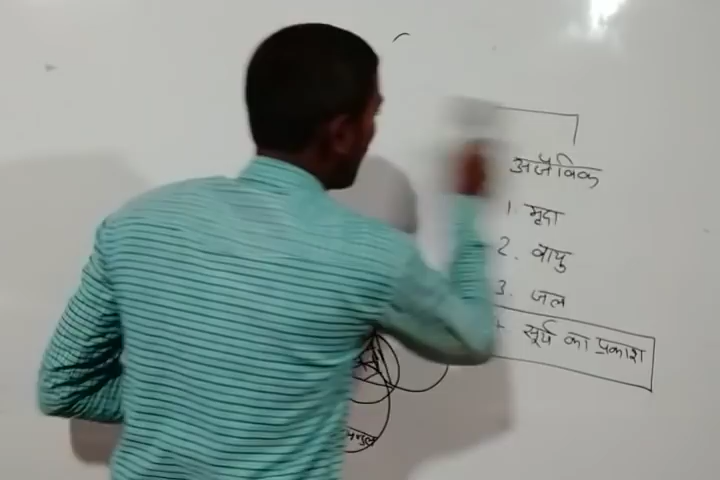 अजैविक
1. मृदा
2. वायु
3. जल
सूर्य का प्रकाश